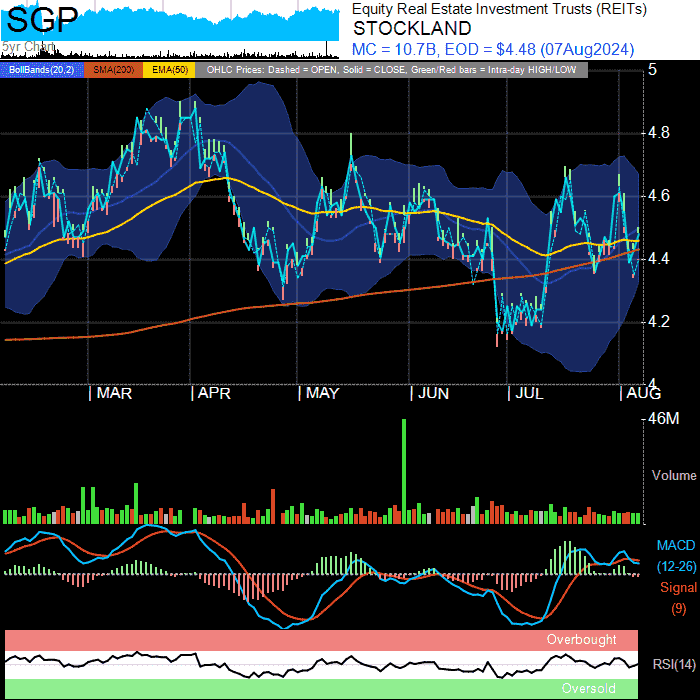 SGP
5yr Chart
Equity Real Estate Investment Trusts (REITs)
STOCKLAND
MC = 10.7B, EOD = $4.48 (07Aug2024)
BollBands(20,2) SMA(200) EMA(50) OHLC Prices: Dashed = OPEN, Solid = CLOSE, Green/Red bars = Intra-day HIGH/LOW
5
4.8
4.6
4.4
4.2
4
MAR APR MAY JUN JUL AUG
46M
Volume
MACD
(12-26)
Signal
(9)
Overbought
RSI(14)
Oversold